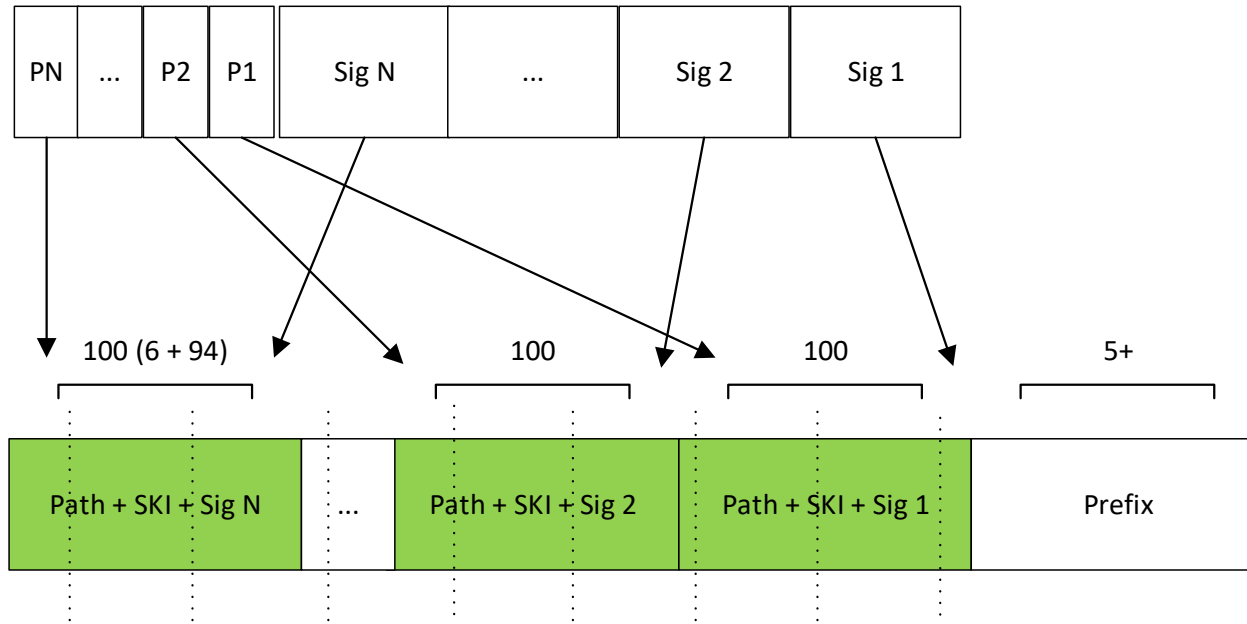 PN ... P2 P1 Sig N ... Sig 2 Sig 1
100 (6 + 94) 100 100 5+
Path + SKI + Sig N ... Path + SKI + Sig 2 Path + SKI + Sig 1 Prefix